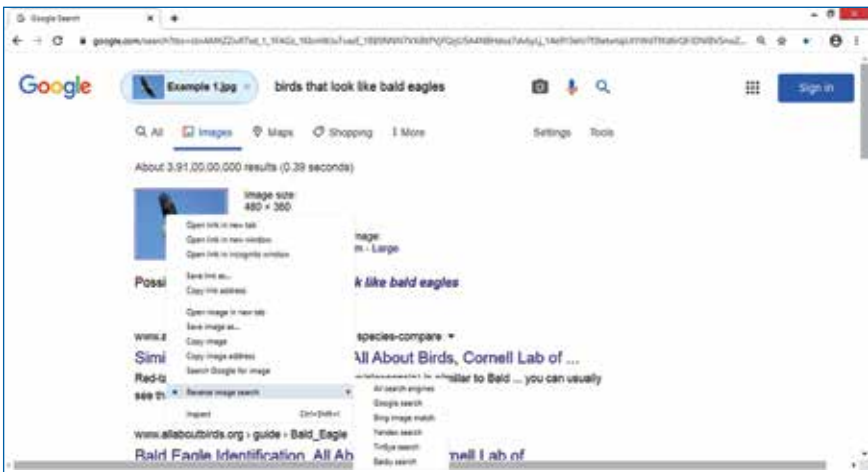 Google Search
Google
Example 1.jpg × birds that look like bald eagles
Sign in
All Images Maps Shopping More Settings Tools
About 3,91,00,00,000 results (0.39 seconds)
Image size:
480 × 360
Open link in new tab
Open link in new window
mage:
Open link in incognito window
m - Large
Save link as...
Possi k like bald eagles
Copy link address
Open image in new tab
Save image as...
www.a species-compare
Copy image
Simi All About Birds, Cornell Lab of ...
Copy image address
Search Google for image
Red-ta similar to Bald ... you can usually
see th
Reverse image search
All search engines
Google search
Inspect Ctrl+Shift+I
Bing image match
www.allaboutbirds.org › guide › Bald_Eagle
Yandex search
TinEye search
Bald Eagle Identification, All Ab rnell Lab of
Baidu search